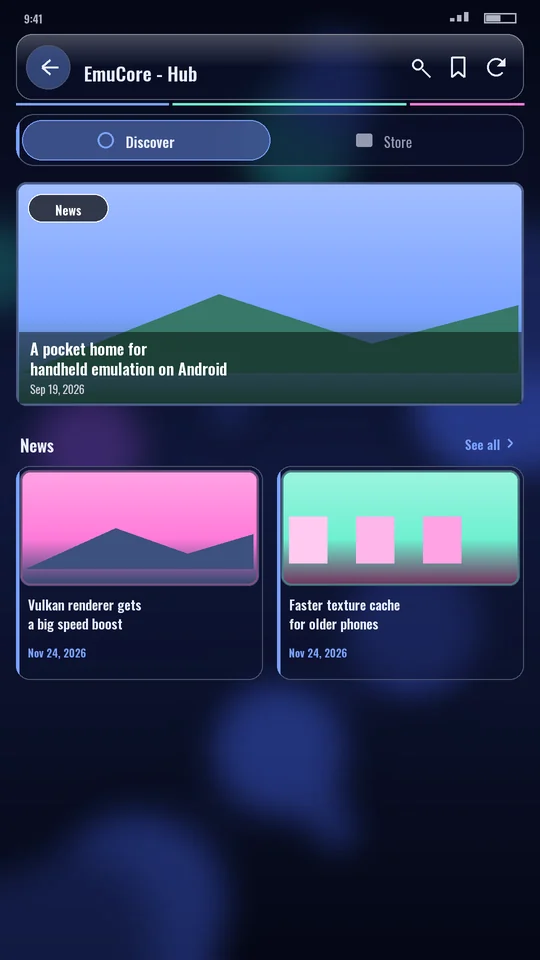 9:41
EmuCore - Hub
Discover
Store
News
A pocket home for
handheld emulation on Android
Sep 19, 2026
News
See all
Vulkan renderer gets
a big speed boost
Nov 24, 2026
Faster texture cache
for older phones
Nov 24, 2026